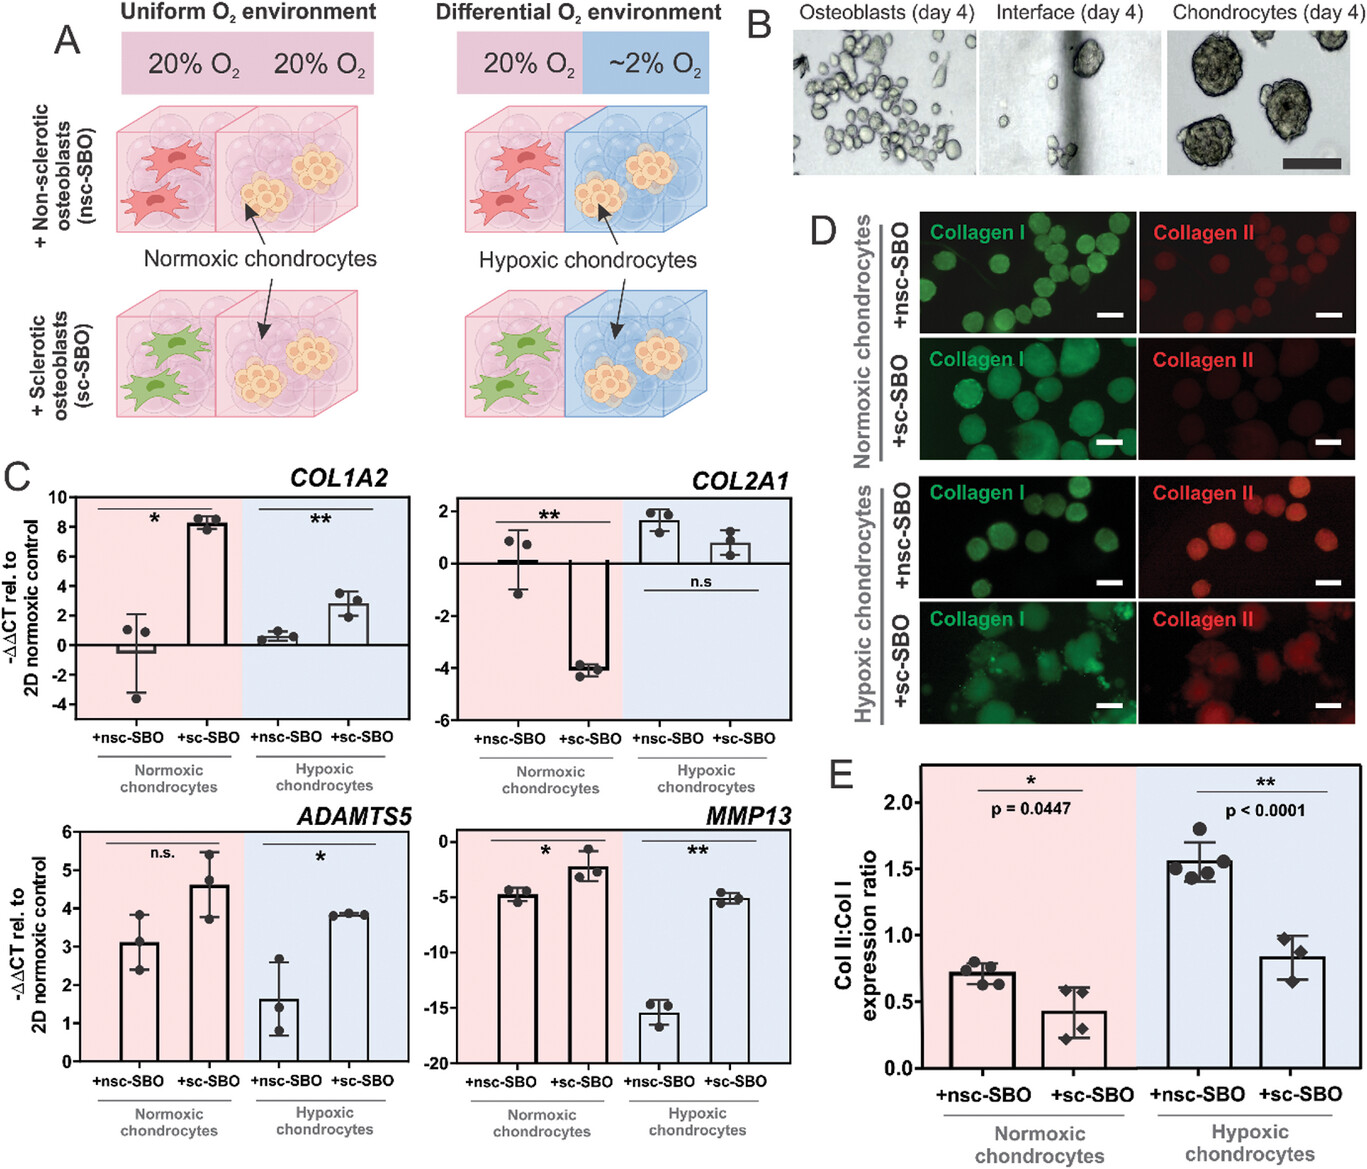 A
Uniform O2 environment
Differential O2 environment
20% O2
20% O2
20% O2
~2% O2
+ Non-sclerotic
osteoblasts
(nsc-SBO)
Normoxic chondrocytes
Hypoxic chondrocytes
+ Sclerotic
osteoblasts
(sc-SBO)
B
Osteoblasts (day 4)
Interface (day 4)
Chondrocytes (day 4)
C
COL1A2
-ΔΔCT rel. to
2D normoxic control
10
8
6
4
2
0
-2
-4
*
**
+nsc-SBO
+sc-SBO
+nsc-SBO
+sc-SBO
Normoxic
chondrocytes
Hypoxic
chondrocytes
COL2A1
2
0
-2
-4
-6
**
n.s
+nsc-SBO
+sc-SBO
+nsc-SBO
+sc-SBO
Normoxic
chondrocytes
Hypoxic
chondrocytes
ADAMTS5
-ΔΔCT rel. to
2D normoxic control
6
5
4
3
2
1
0
n.s.
*
+nsc-SBO
+sc-SBO
+nsc-SBO
+sc-SBO
Normoxic
chondrocytes
Hypoxic
chondrocytes
MMP13
0
-5
-10
-15
-20
*
**
+nsc-SBO
+sc-SBO
+nsc-SBO
+sc-SBO
Normoxic
chondrocytes
Hypoxic
chondrocytes
D
Normoxic chondrocytes
+nsc-SBO
Collagen I
Collagen II
+sc-SBO
Collagen I
Collagen II
Hypoxic chondrocytes
+nsc-SBO
Collagen I
Collagen II
+sc-SBO
Collagen I
Collagen II
E
Col II:Col I
expression ratio
2.0
1.5
1.0
0.5
0.0
*
p = 0.0447
**
p < 0.0001
+nsc-SBO
+sc-SBO
+nsc-SBO
+sc-SBO
Normoxic
chondrocytes
Hypoxic
chondrocytes